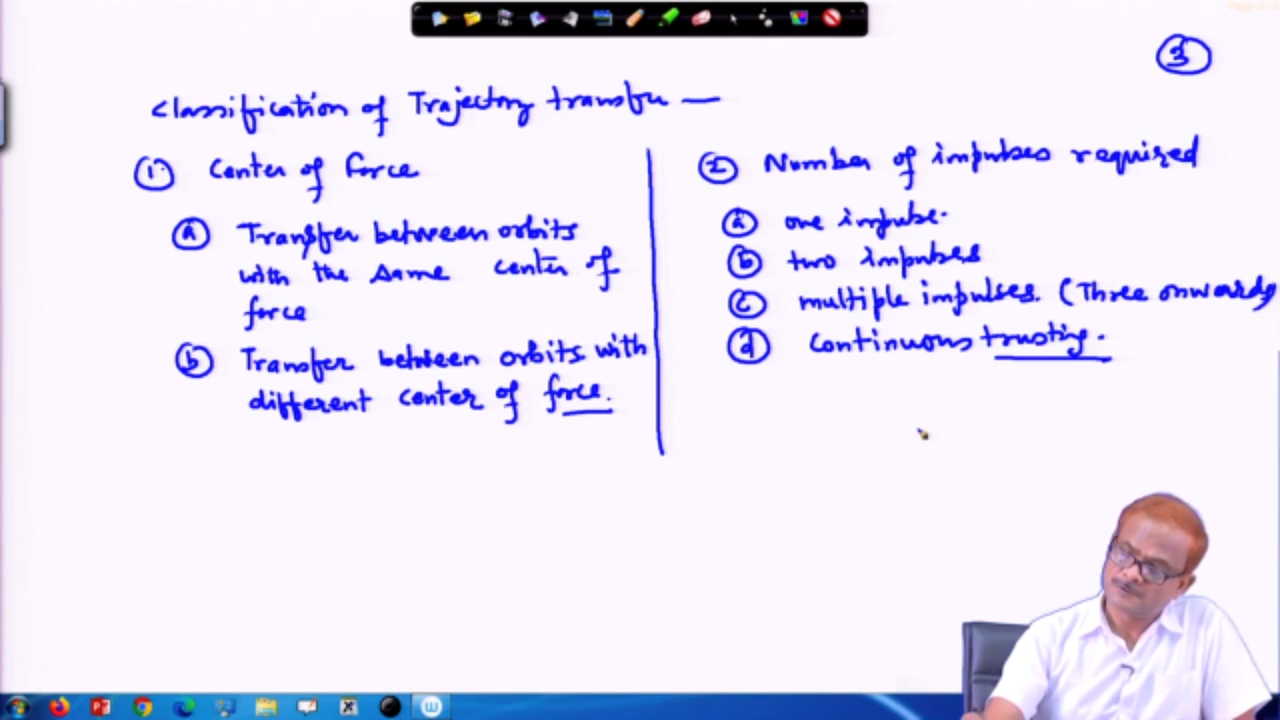 3
Classification of Trajectory transfer —
1 Center of force
a Transfer between orbits
with the same center of
force
b Transfer between orbits with
different center of force.
2 Number of impulses required
a one impulse.
b two impulses
c multiple impulses. (Three onwards)
d continuous trusting.